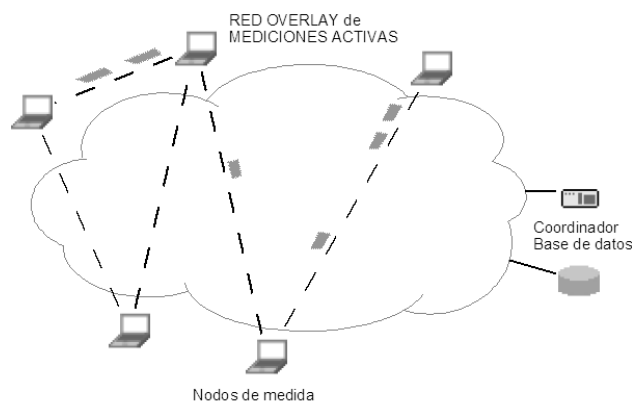 RED OVERLAY de
MEDICIONES ACTIVAS
Coordinador
Base de datos
Nodos de medida